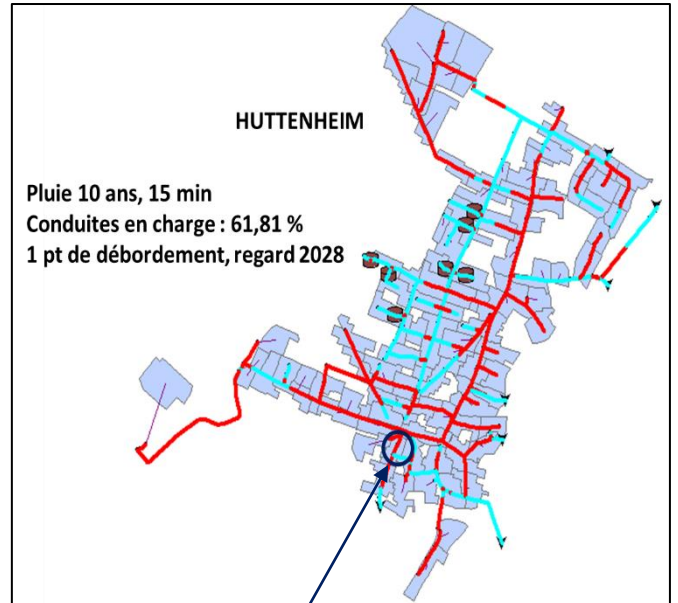 HUTTENHEIM
Pluie 10 ans, 15 min
Conduites en charge : 61,81 %
1 pt de débordement, regard 2028